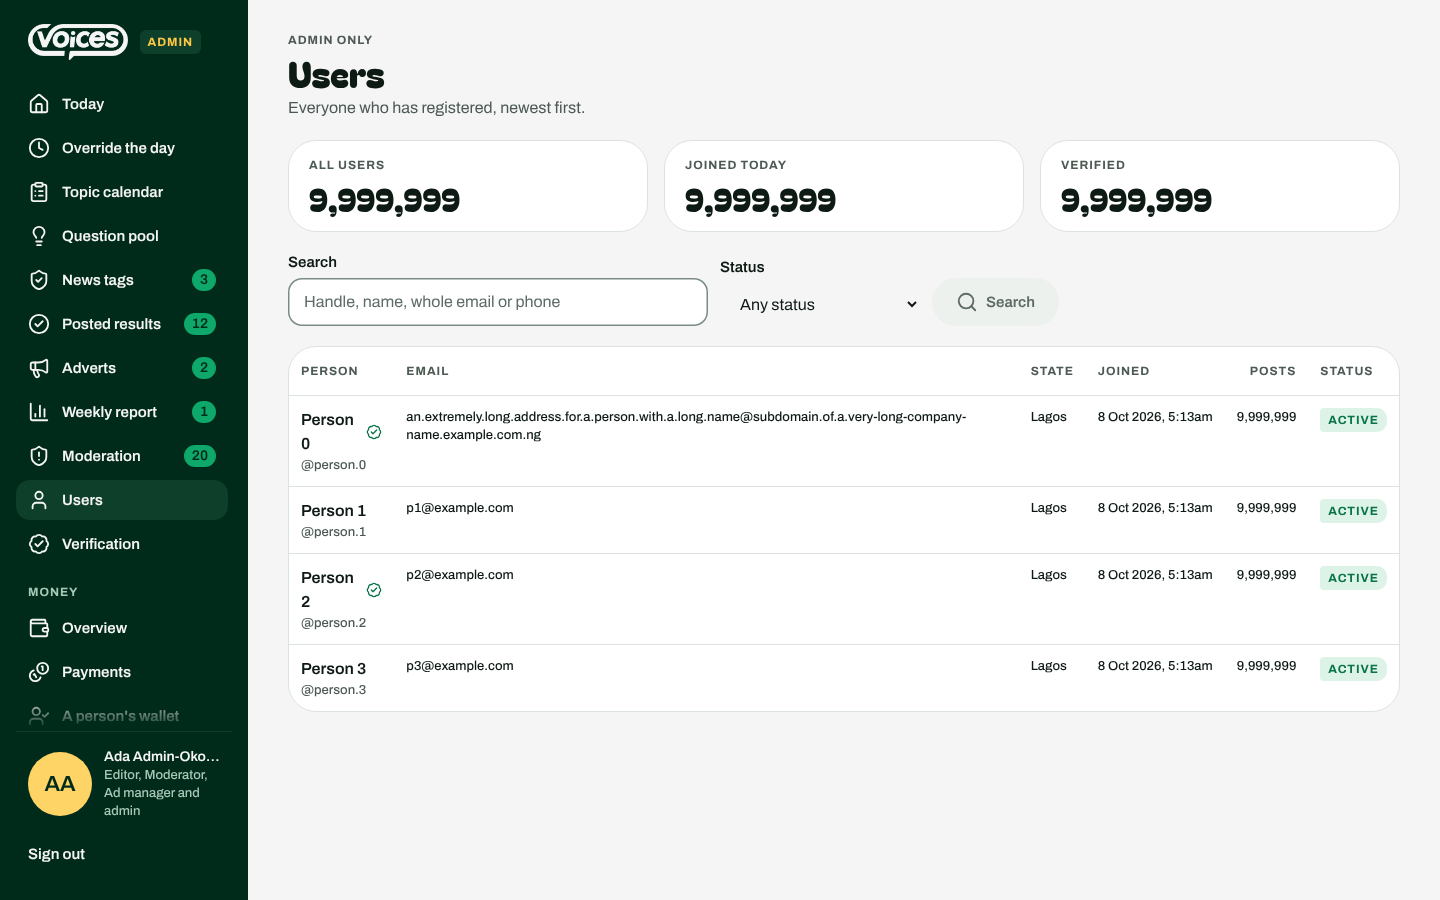 Voices
ADMIN
Today
Override the day
Topic calendar
Question pool
News tags 3
Posted results 12
Adverts 2
Weekly report 1
Moderation 20
Users
Verification
MONEY
Overview
Payments
A person's wallet
AA
Ada Admin-Oko...
Editor, Moderator,
Ad manager and
admin
Sign out
ADMIN ONLY
Users
Everyone who has registered, newest first.
ALL USERS
9,999,999
JOINED TODAY
9,999,999
VERIFIED
9,999,999
Search
Handle, name, whole email or phone
Status
Any status
Search
PERSON EMAIL STATE JOINED POSTS STATUS
Person 0
@person.0
an.extremely.long.address.for.a.person.with.a.long.name@subdomain.of.a.very-long-company-
name.example.com.ng
Lagos 8 Oct 2026, 5:13am 9,999,999 ACTIVE
Person 1
@person.1
p1@example.com Lagos 8 Oct 2026, 5:13am 9,999,999 ACTIVE
Person 2
@person.2
p2@example.com Lagos 8 Oct 2026, 5:13am 9,999,999 ACTIVE
Person 3
@person.3
p3@example.com Lagos 8 Oct 2026, 5:13am 9,999,999 ACTIVE